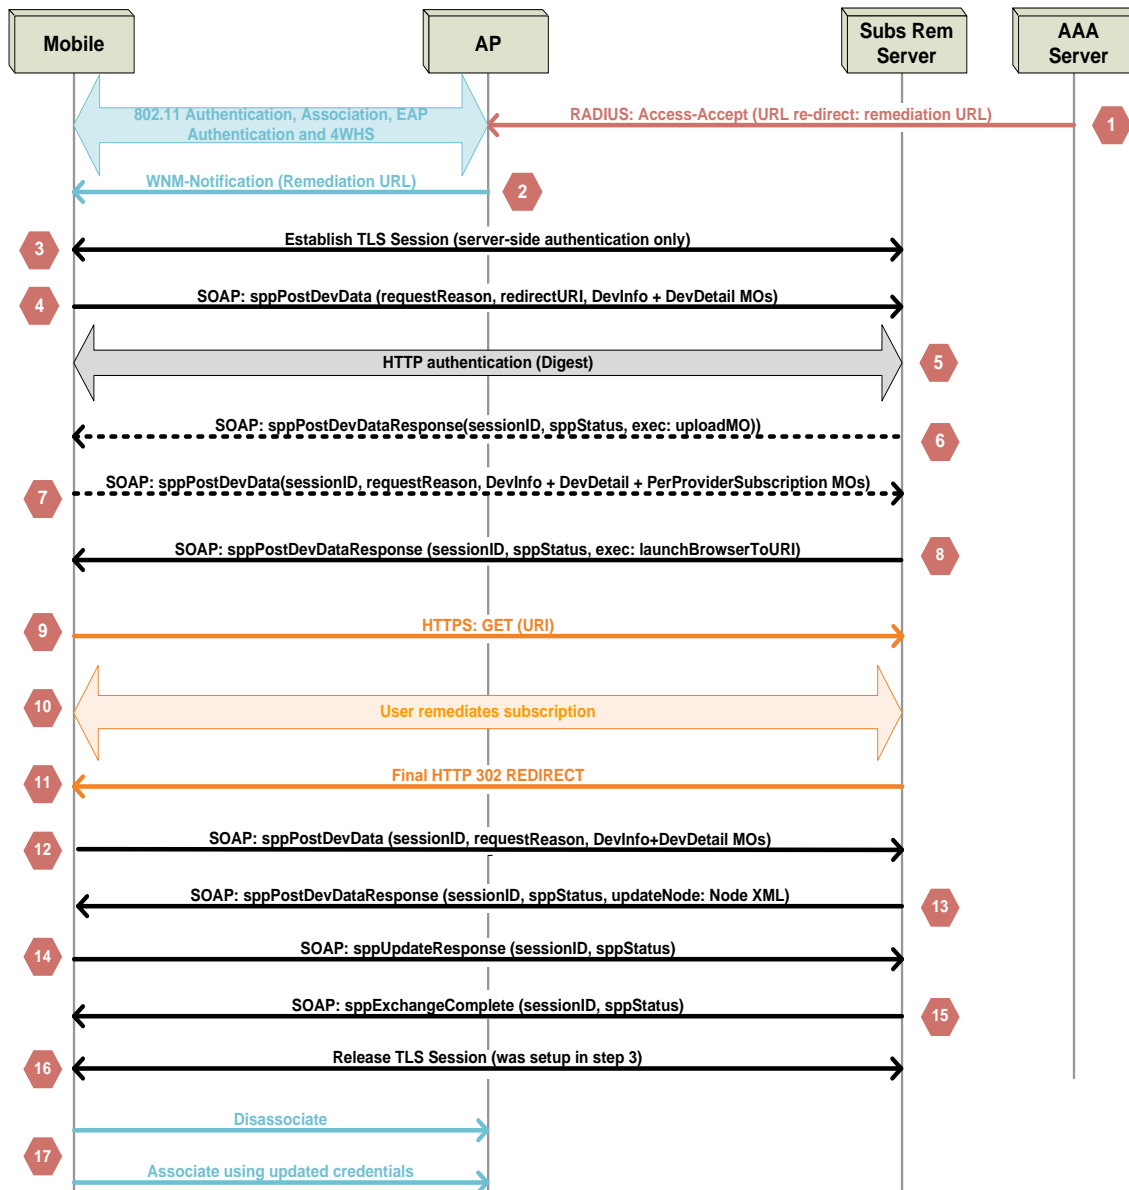 Mobile
AP
Subs Rem
Server
AAA
Server
802.11 Authentication, Association, EAP
Authentication and 4WHS
RADIUS: Access-Accept (URL re-direct: remediation URL)
1
WNM-Notification (Remediation URL)
2
3
Establish TLS Session (server-side authentication only)
4
SOAP: sppPostDevData (requestReason, redirectURI, DevInfo + DevDetail MOs)
HTTP authentication (Digest)
5
SOAP: sppPostDevDataResponse(sessionID, sppStatus, exec: uploadMO))
6
7
SOAP: sppPostDevData(sessionID, requestReason, DevInfo + DevDetail + PerProviderSubscription MOs)
SOAP: sppPostDevDataResponse (sessionID, sppStatus, exec: launchBrowserToURI)
8
9
HTTPS: GET (URI)
10
User remediates subscription
11
Final HTTP 302 REDIRECT
12
SOAP: sppPostDevData (sessionID, requestReason, DevInfo+DevDetail MOs)
SOAP: sppPostDevDataResponse (sessionID, sppStatus, updateNode: Node XML)
13
14
SOAP: sppUpdateResponse (sessionID, sppStatus)
SOAP: sppExchangeComplete (sessionID, sppStatus)
15
16
Release TLS Session (was setup in step 3)
Disassociate
17
Associate using updated credentials